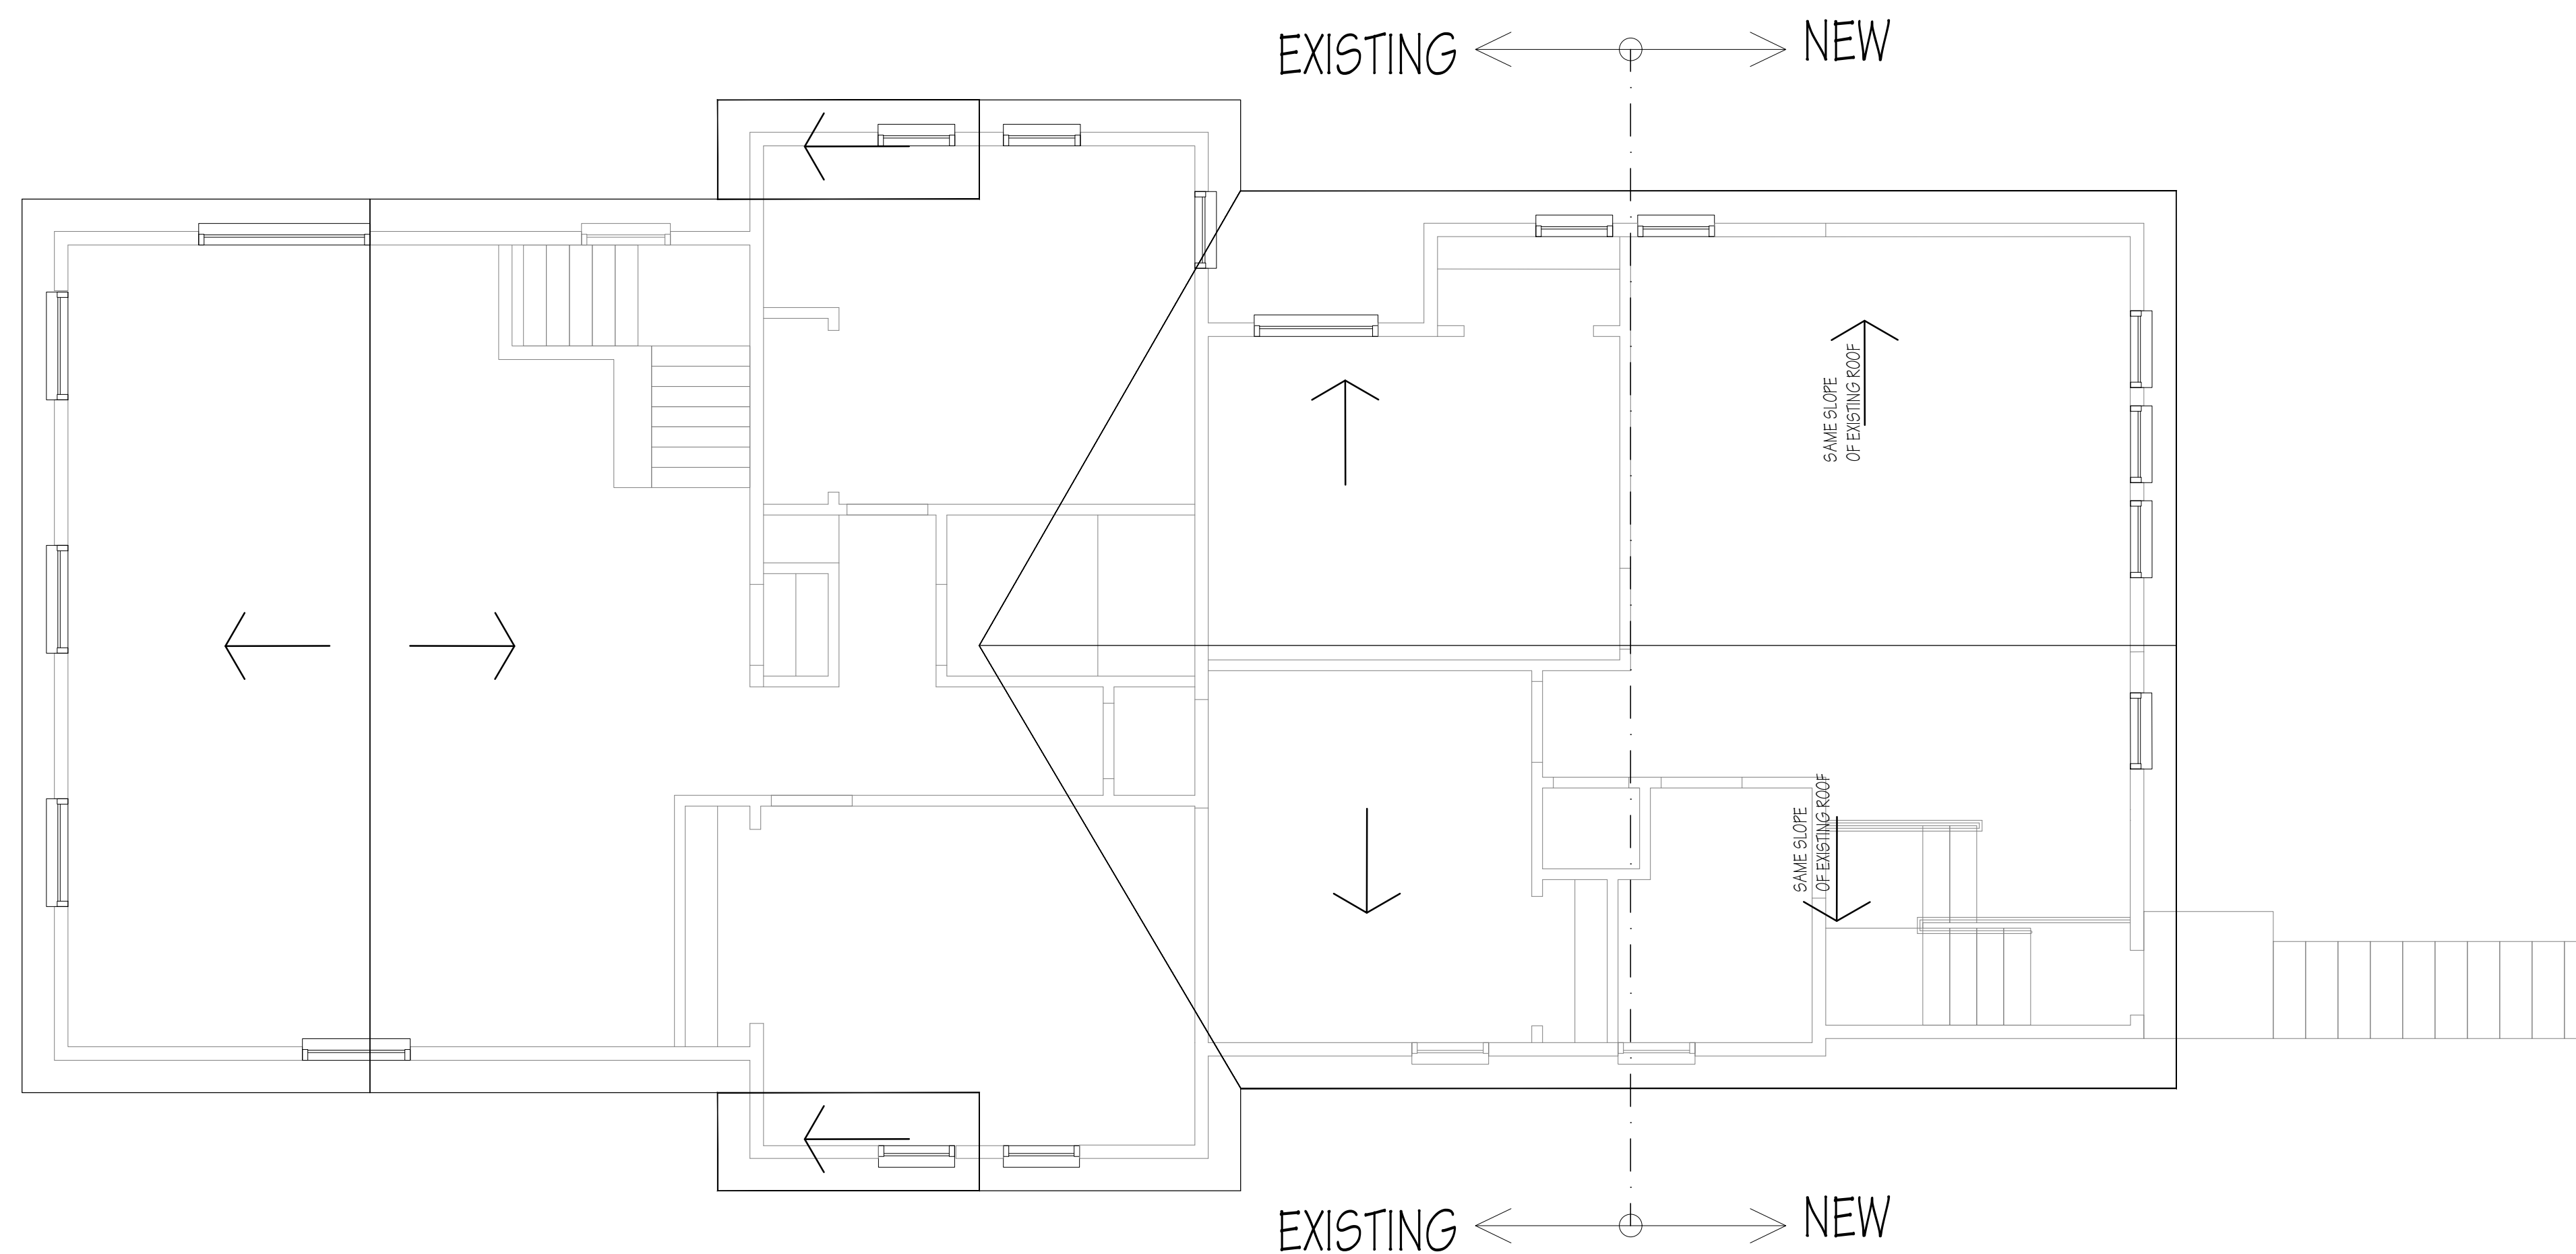 EXISTING
NEW
SAME SLOPE
OF EXISTING ROOF
SAME SLOPE
OF EXISTING ROOF
EXISTING
NEW